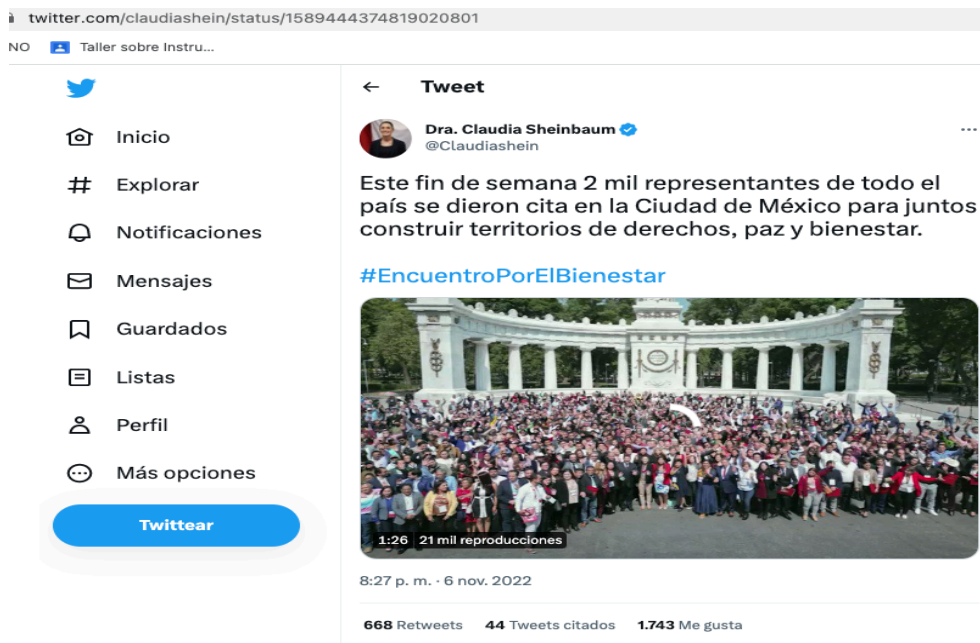 twitter.com/claudiashein/status/1589444374819020801
NO
Taller sobre Instru...
Inicio
Explorar
Notificaciones
Mensajes
Guardados
Listas
Perfil
Más opciones
Twittear
Tweet
Dra. Claudia Sheinbaum
@Claudiashein
Este fin de semana 2 mil representantes de todo el
país se dieron cita en la Ciudad de México para juntos
construir territorios de derechos, paz y bienestar.
#EncuentroPorElBienestar
1:26 21 mil reproducciones
8:27 p. m. · 6 nov. 2022
668 Retweets 44 Tweets citados 1.743 Me gusta